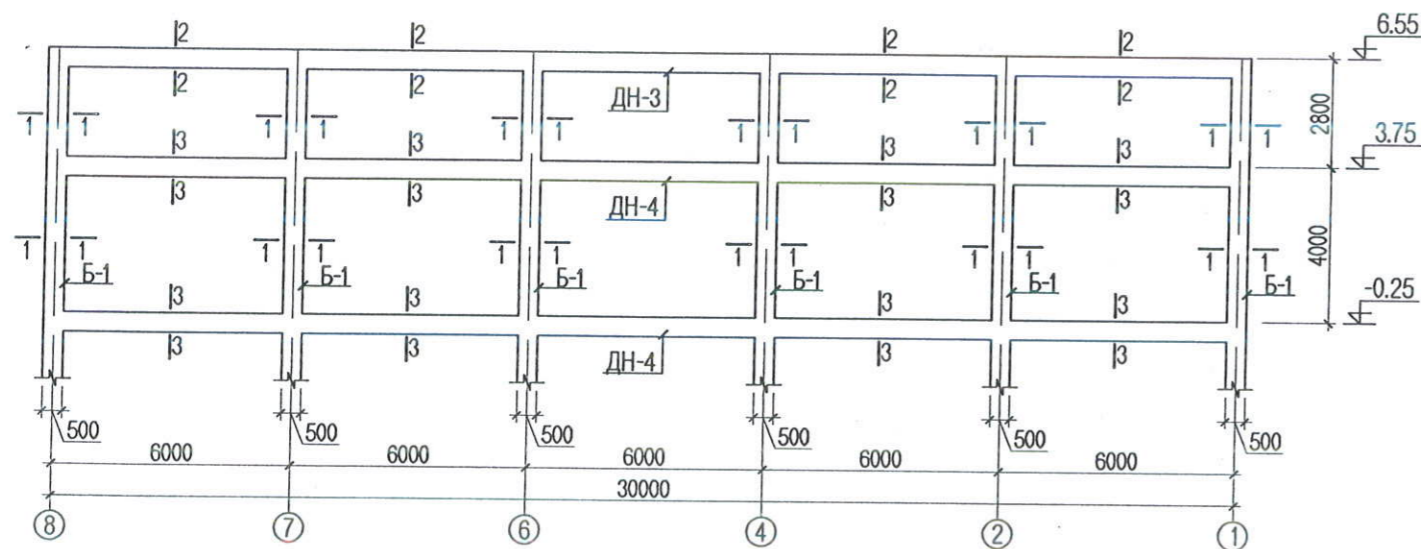 2 2 2 2 6.55
2 2 ДН-3 2 2
1 1 1 1 1 1 1 1 1 1 1 1 2800
3 3 3 3 3.75
3 3 ДН-4 3 3
1 1 1 1 1 1 1 1 1 1 1 1 4000
Б-1 Б-1 Б-1 Б-1 Б-1 Б-1
3 3 3 3 -0.25
3 3 ДН-4 3 3
500 500 500 500 500 500
6000 6000 6000 6000 6000
30000
8 7 6 4 2 1